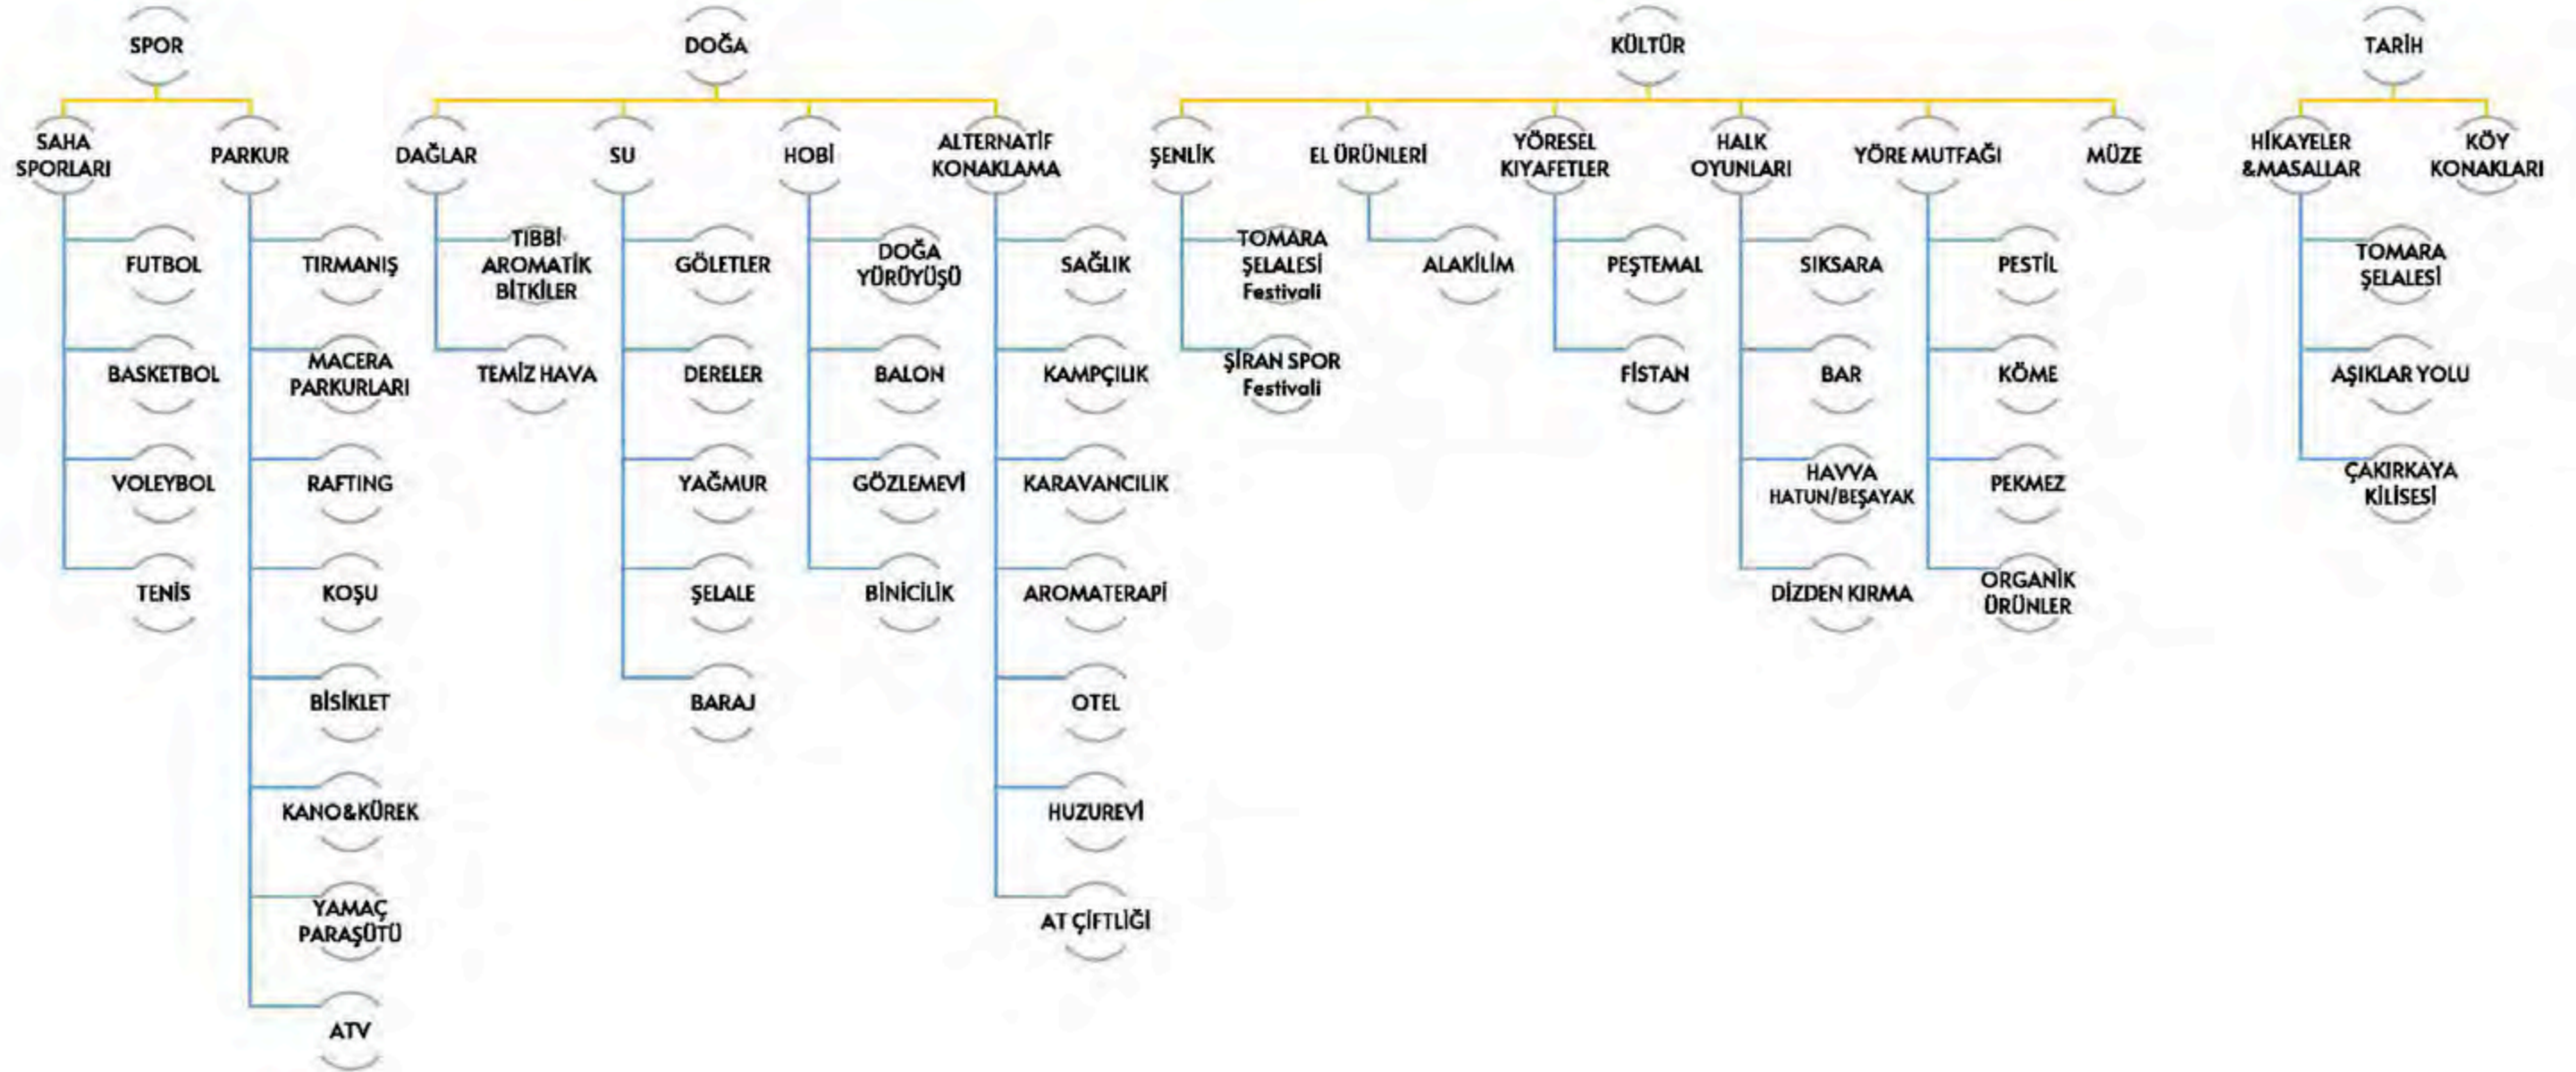 SPOR
SAHA
SPORLARI
FUTBOL
BASKETBOL
VOLEYBOL
TENİS
PARKUR
TIRMANIŞ
MACERA
PARKURLARI
RAFTING
KOŞU
BİSİKLET
KANO&KÜREK
YAMAÇ
PARAŞÜTÜ
ATV
DOĞA
DAĞLAR
TIBBİ
AROMATİK
BİTKİLER
TEMİZ HAVA
SU
GÖLETLER
DERELER
YAĞMUR
ŞELALE
BARAJ
HOBİ
DOĞA
YÜRÜYÜŞÜ
BALON
GÖZLEMEVİ
BİNİCİLİK
ALTERNATİF
KONAKLAMA
SAĞLIK
KAMPÇILIK
KARAVANCILIK
AROMATERAPİ
OTEL
HUZUREVİ
AT ÇİFTLİĞİ
KÜLTÜR
ŞENLİK
TOMARA
ŞELALESİ
Festivali
ŞİRAN SPOR
Festivali
EL ÜRÜNLERİ
ALAKİLİM
YÖRESEL
KIYAFETLER
PEŞTEMAL
FİSTAN
HALK
OYUNLARI
SIKSARA
BAR
HAVVA
HATUN/BEŞAYAK
DİZDEN KIRMA
YÖRE MUTFAĞI
PESTİL
KÖME
PEKMEZ
ORGANİK
ÜRÜNLER
MÜZE
TARİH
HİKAYELER
&MASALLAR
TOMARA
ŞELALESİ
AŞIKLAR YOLU
ÇAKIRKAYA
KİLİSESİ
KÖY
KONAKLARI